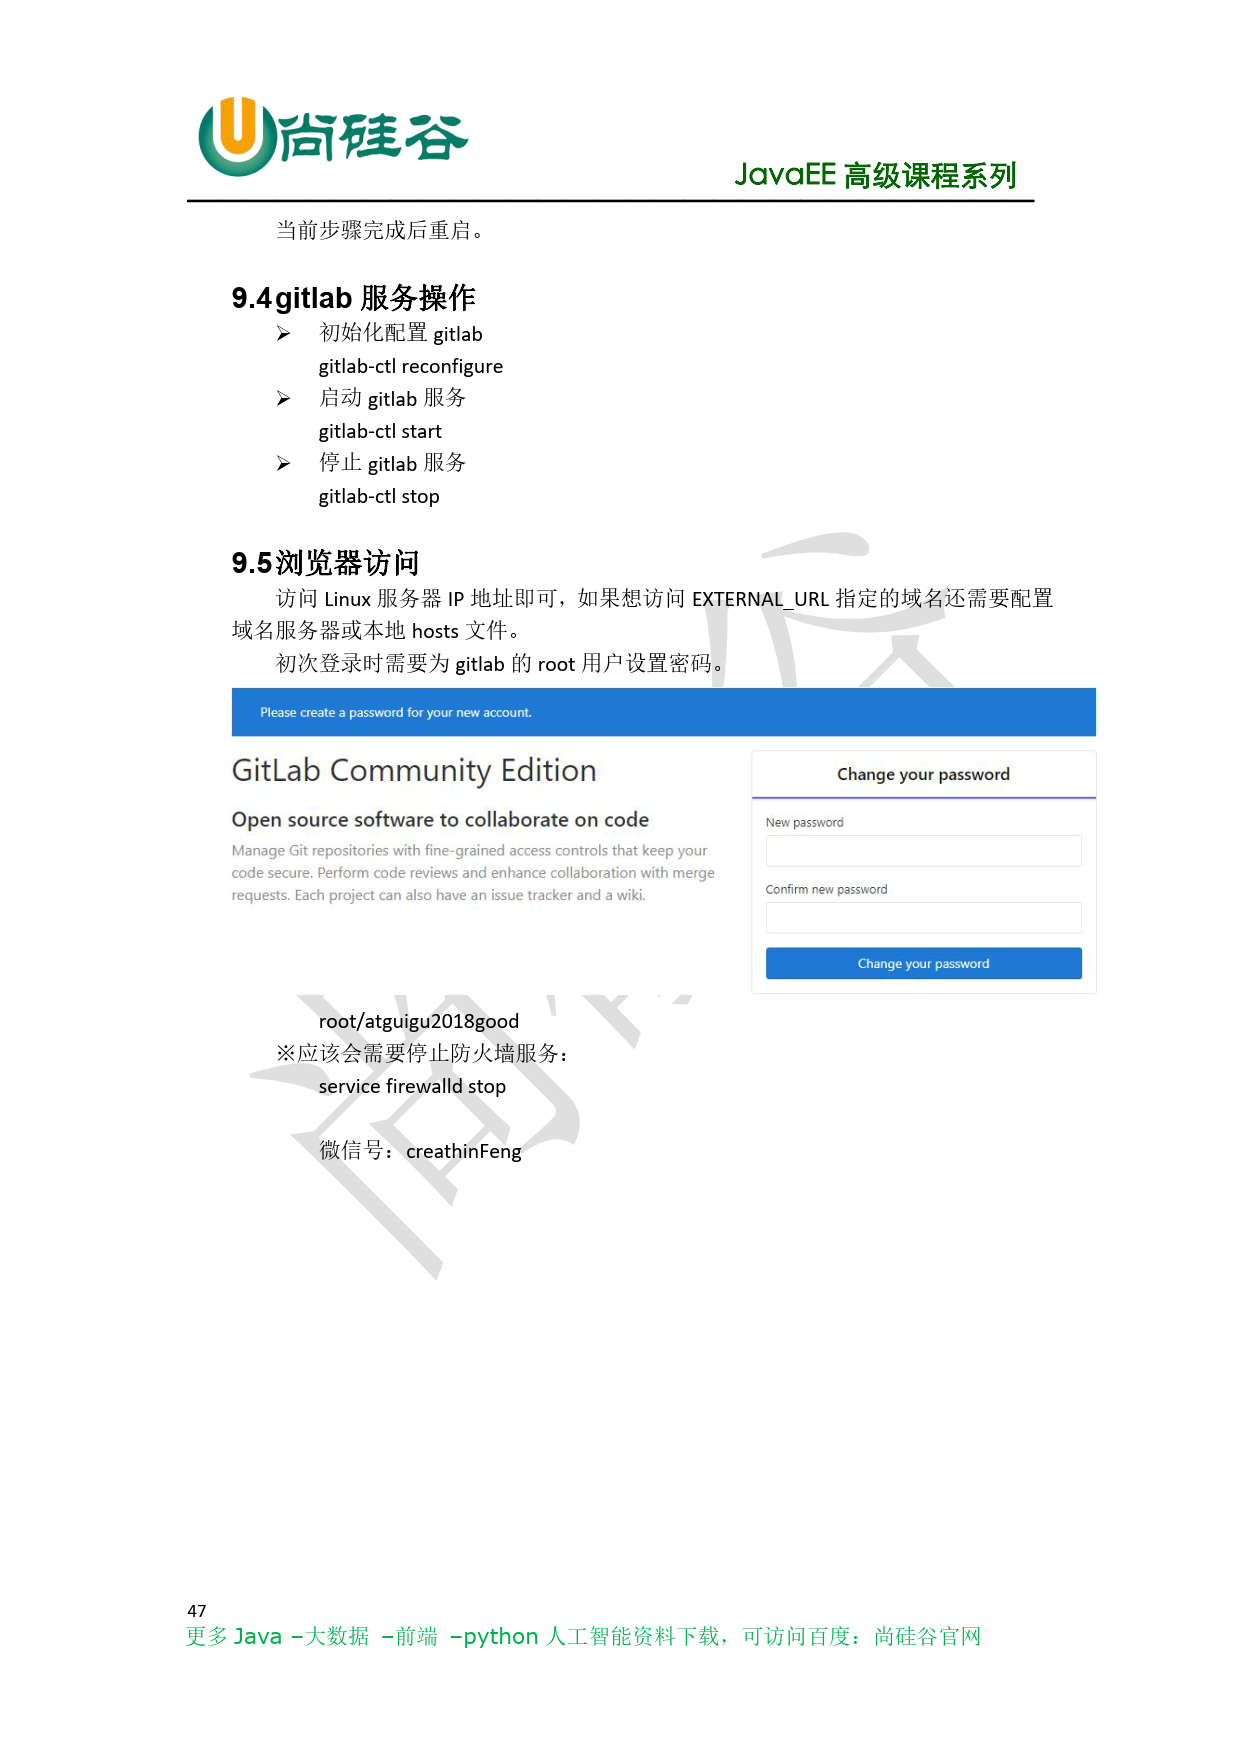 尚硅谷
JavaEE 高级课程系列
当前步骤完成后重启。
9.4 gitlab 服务操作
➢ 初始化配置 gitlab
gitlab-ctl reconfigure
➢ 启动 gitlab 服务
gitlab-ctl start
➢ 停止 gitlab 服务
gitlab-ctl stop
9.5 浏览器访问
访问 Linux 服务器 IP 地址即可，如果想访问 EXTERNAL_URL 指定的域名还需要配置
域名服务器或本地 hosts 文件。
初次登录时需要为 gitlab 的 root 用户设置密码。
Please create a password for your new account.
GitLab Community Edition
Open source software to collaborate on code
Manage Git repositories with fine-grained access controls that keep your
code secure. Perform code reviews and enhance collaboration with merge
requests. Each project can also have an issue tracker and a wiki.
Change your password
New password
Confirm new password
Change your password
root/atguigu2018good
※应该会需要停止防火墙服务：
service firewalld stop
微信号：creathinFeng
47
更多 Java –大数据 –前端 –python 人工智能资料下载，可访问百度：尚硅谷官网